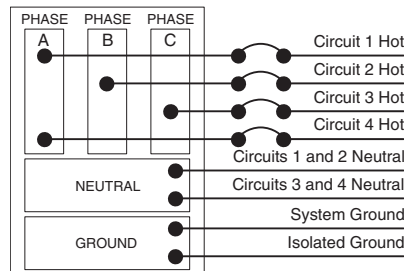 PHASE PHASE PHASE
A B C
Circuit 1 Hot
Circuit 2 Hot
Circuit 3 Hot
Circuit 4 Hot
Circuits 1 and 2 Neutral
NEUTRAL
Circuits 3 and 4 Neutral
System Ground
GROUND
Isolated Ground